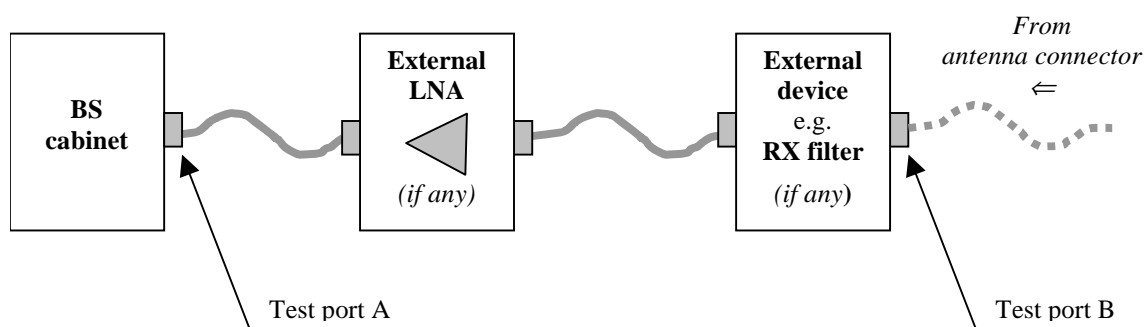 BS
cabinet
External
LNA
(if any)
External
device
e.g.
RX filter
(if any)
From
antenna connector
⇐
Test port A
Test port B